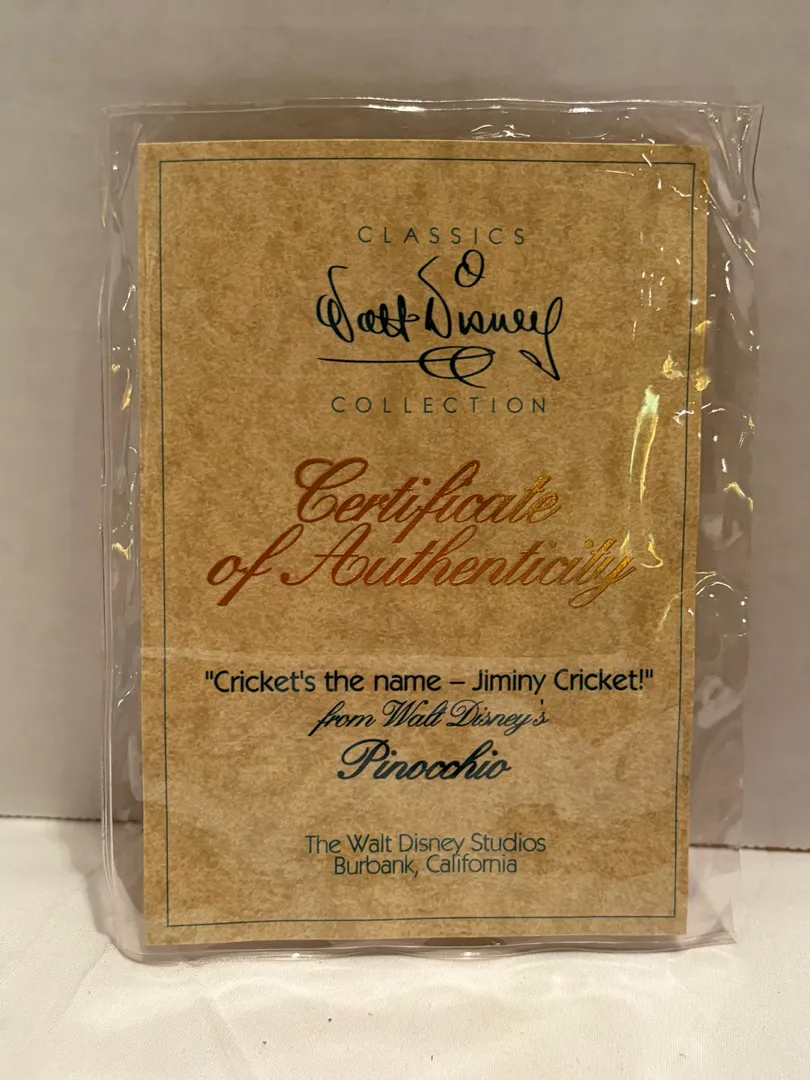 CLASSICS
Walt Disney
COLLECTION
Certificate
of Authenticity
"Cricket's the name – Jiminy Cricket!"
from Walt Disney's
Pinocchio
The Walt Disney Studios
Burbank, California